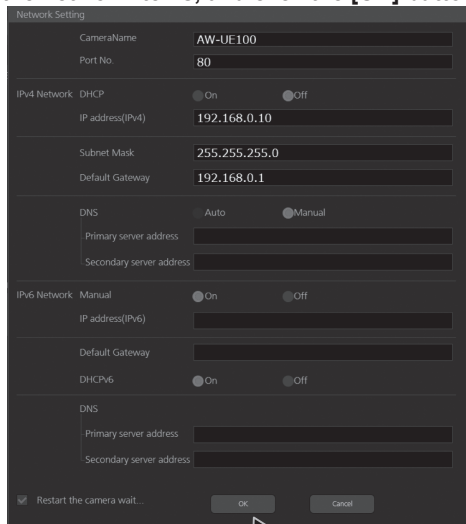 Network Setting
CameraName AW-UE100
Port No. 80
IPv4 Network DHCP On Off
IP address(IPv4) 192.168.0.10
Subnet Mask 255.255.255.0
Default Gateway 192.168.0.1
DNS Auto Manual
Primary server address
Secondary server address
IPv6 Network Manual On Off
IP address(IPv6)
Default Gateway
DHCPv6 On Off
DNS
Primary server address
Secondary server address
Restart the camera wait... OK Cancel